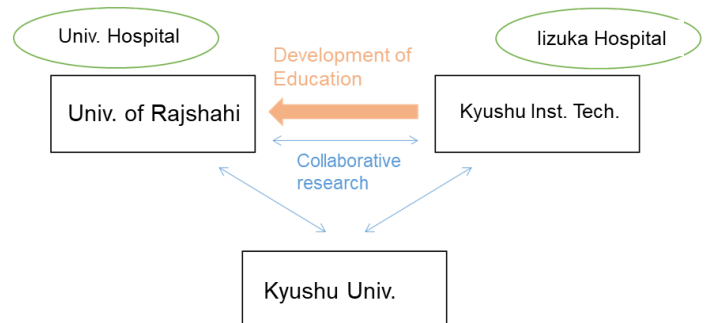 Univ. Hospital
Iizuka Hospital
Development of
Education
Univ. of Rajshahi
Kyushu Inst. Tech.
Collaborative
research
Kyushu Univ.